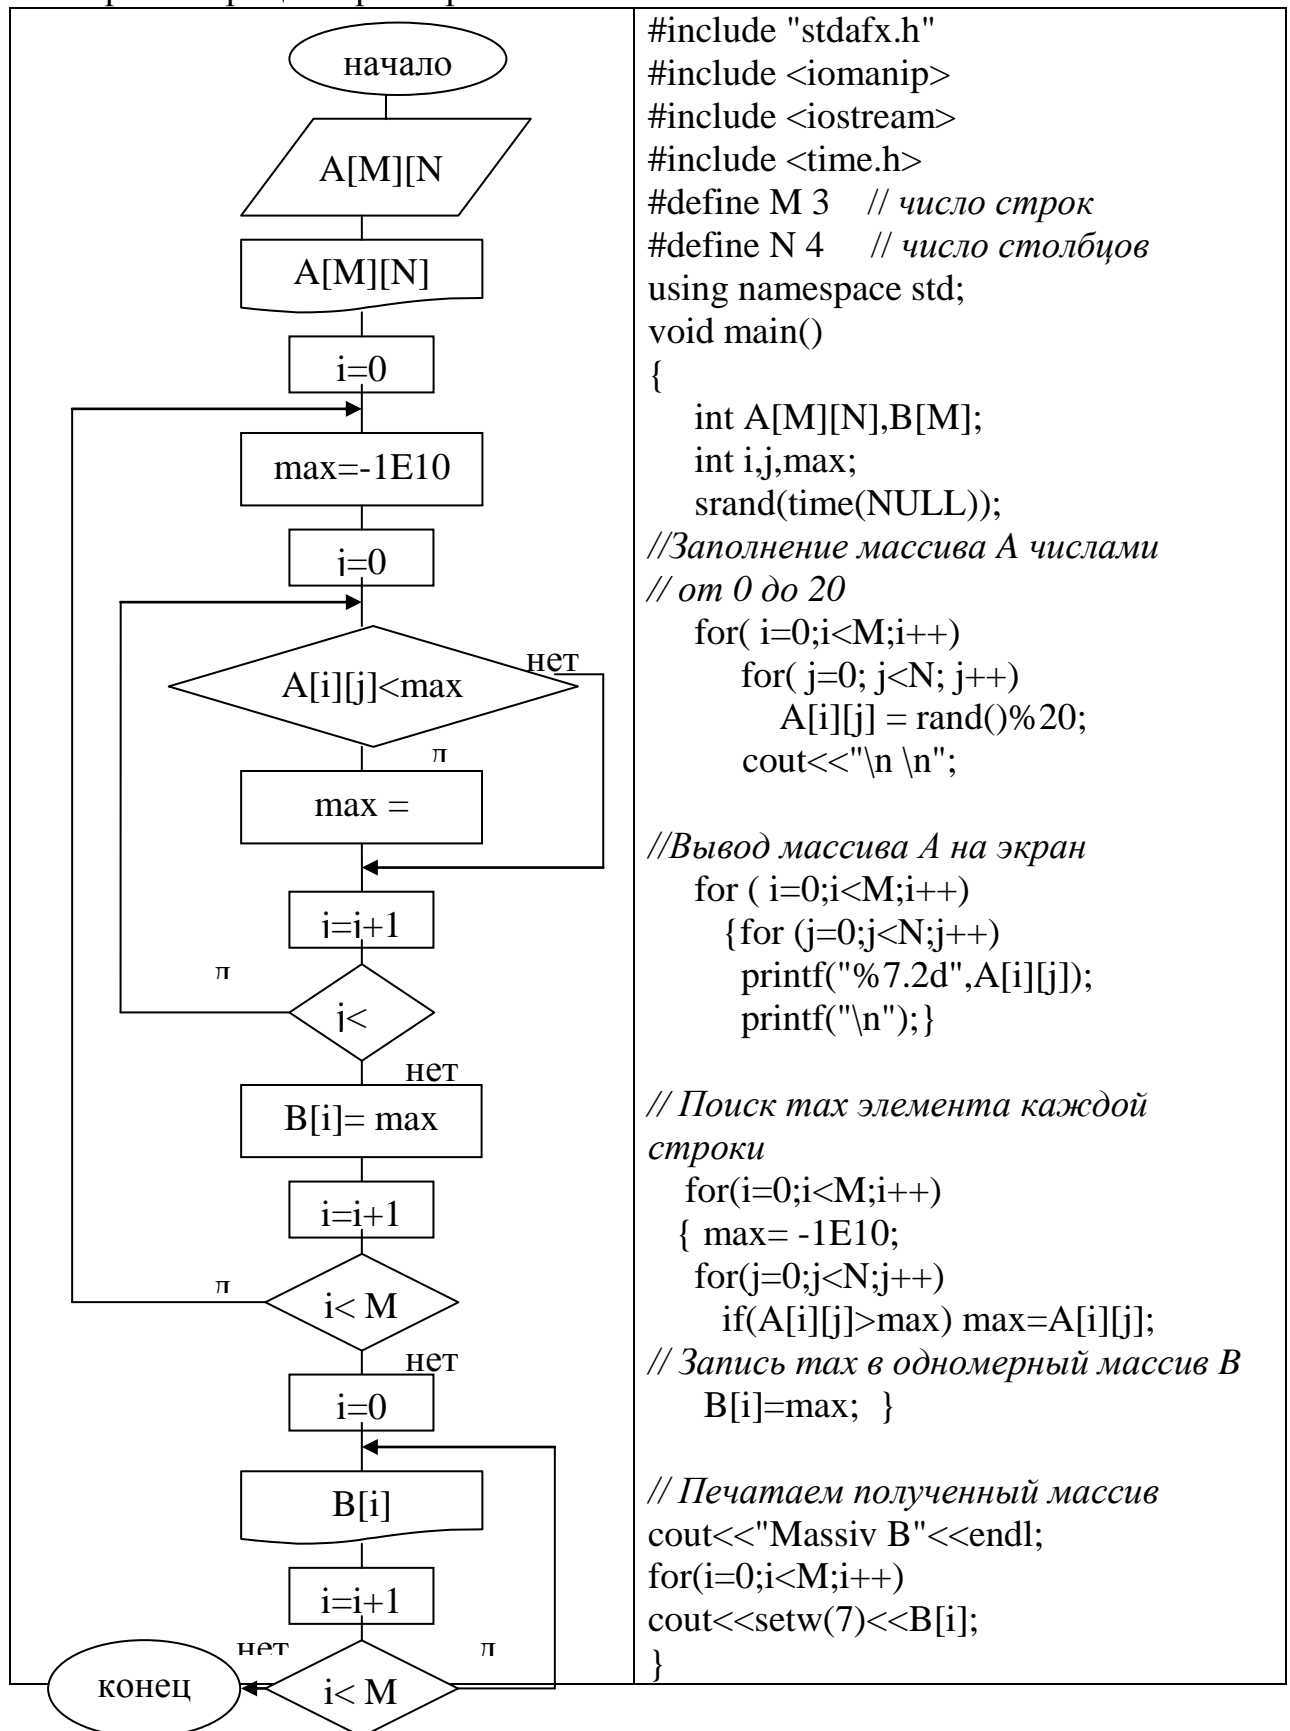 начало
A[M][N
A[M][N]
i=0
max=-1E10
j=0
A[i][j]<max
нет
max =
j=j+1
j<
нет
B[i]= max
i=i+1
i< M
нет
i=0
B[i]
i=i+1
нет
i< M
конец
#include "stdafx.h"
#include <iomanip>
#include <iostream>
#include <time.h>
#define M 3 // число строк
#define N 4 // число столбцов
using namespace std;
void main()
{
int A[M][N],B[M];
int i,j,max;
srand(time(NULL));
//Заполнение массива A числами
// от 0 до 20
for( i=0;i<M;i++)
for( j=0; j<N; j++)
A[i][j] = rand()%20;
cout<<"\n \n";
//Вывод массива A на экран
for ( i=0;i<M;i++)
{for (j=0;j<N;j++)
printf("%7.2d",A[i][j]);
printf("\n");}
// Поиск max элемента каждой
строки
for(i=0;i<M;i++)
{ max= -1E10;
for(j=0;j<N;j++)
if(A[i][j]>max) max=A[i][j];
// Запись max в одномерный массив B
B[i]=max; }
// Печатаем полученный массив
cout<<"Massiv B"<<endl;
for(i=0;i<M;i++)
cout<<setw(7)<<B[i];
}